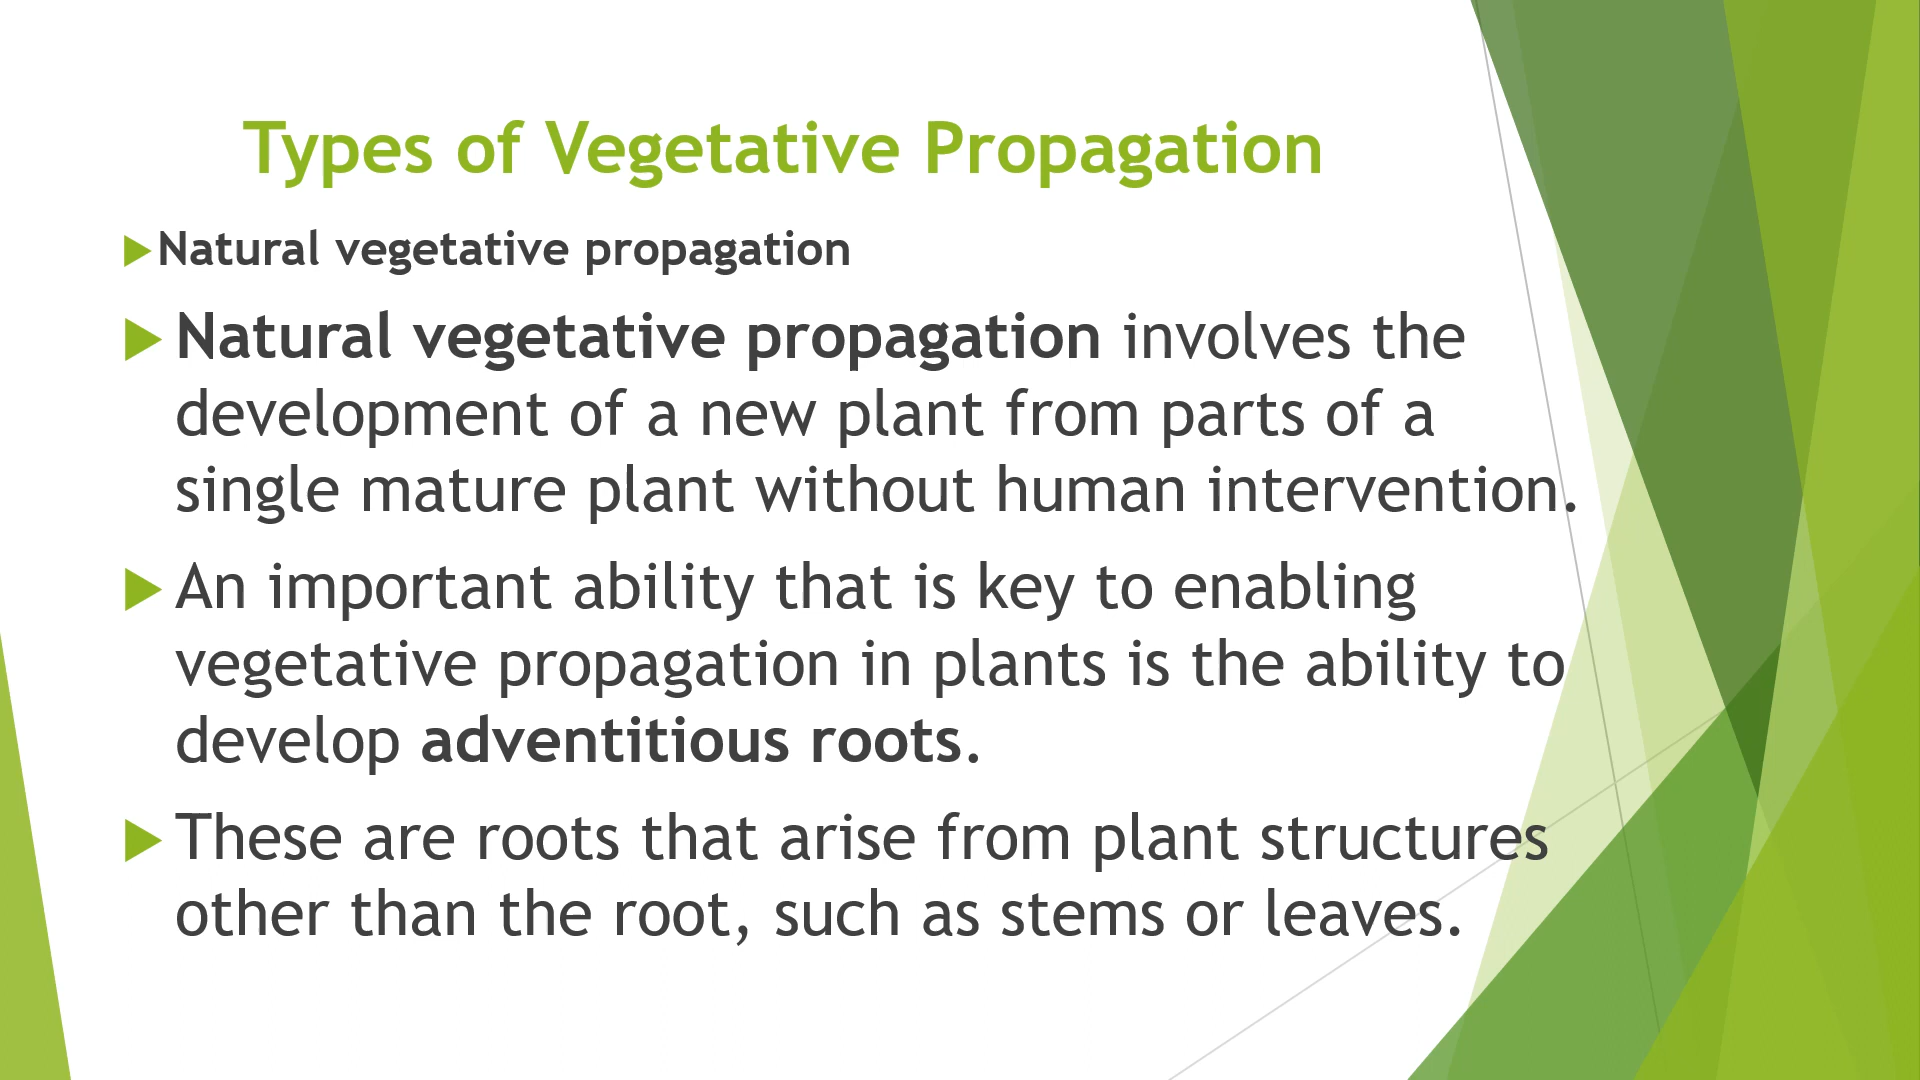 Types of Vegetative Propagation
Natural vegetative propagation
Natural vegetative propagation involves the
development of a new plant from parts of a
single mature plant without human intervention.
An important ability that is key to enabling
vegetative propagation in plants is the ability to
develop adventitious roots.
These are roots that arise from plant structures
other than the root, such as stems or leaves.